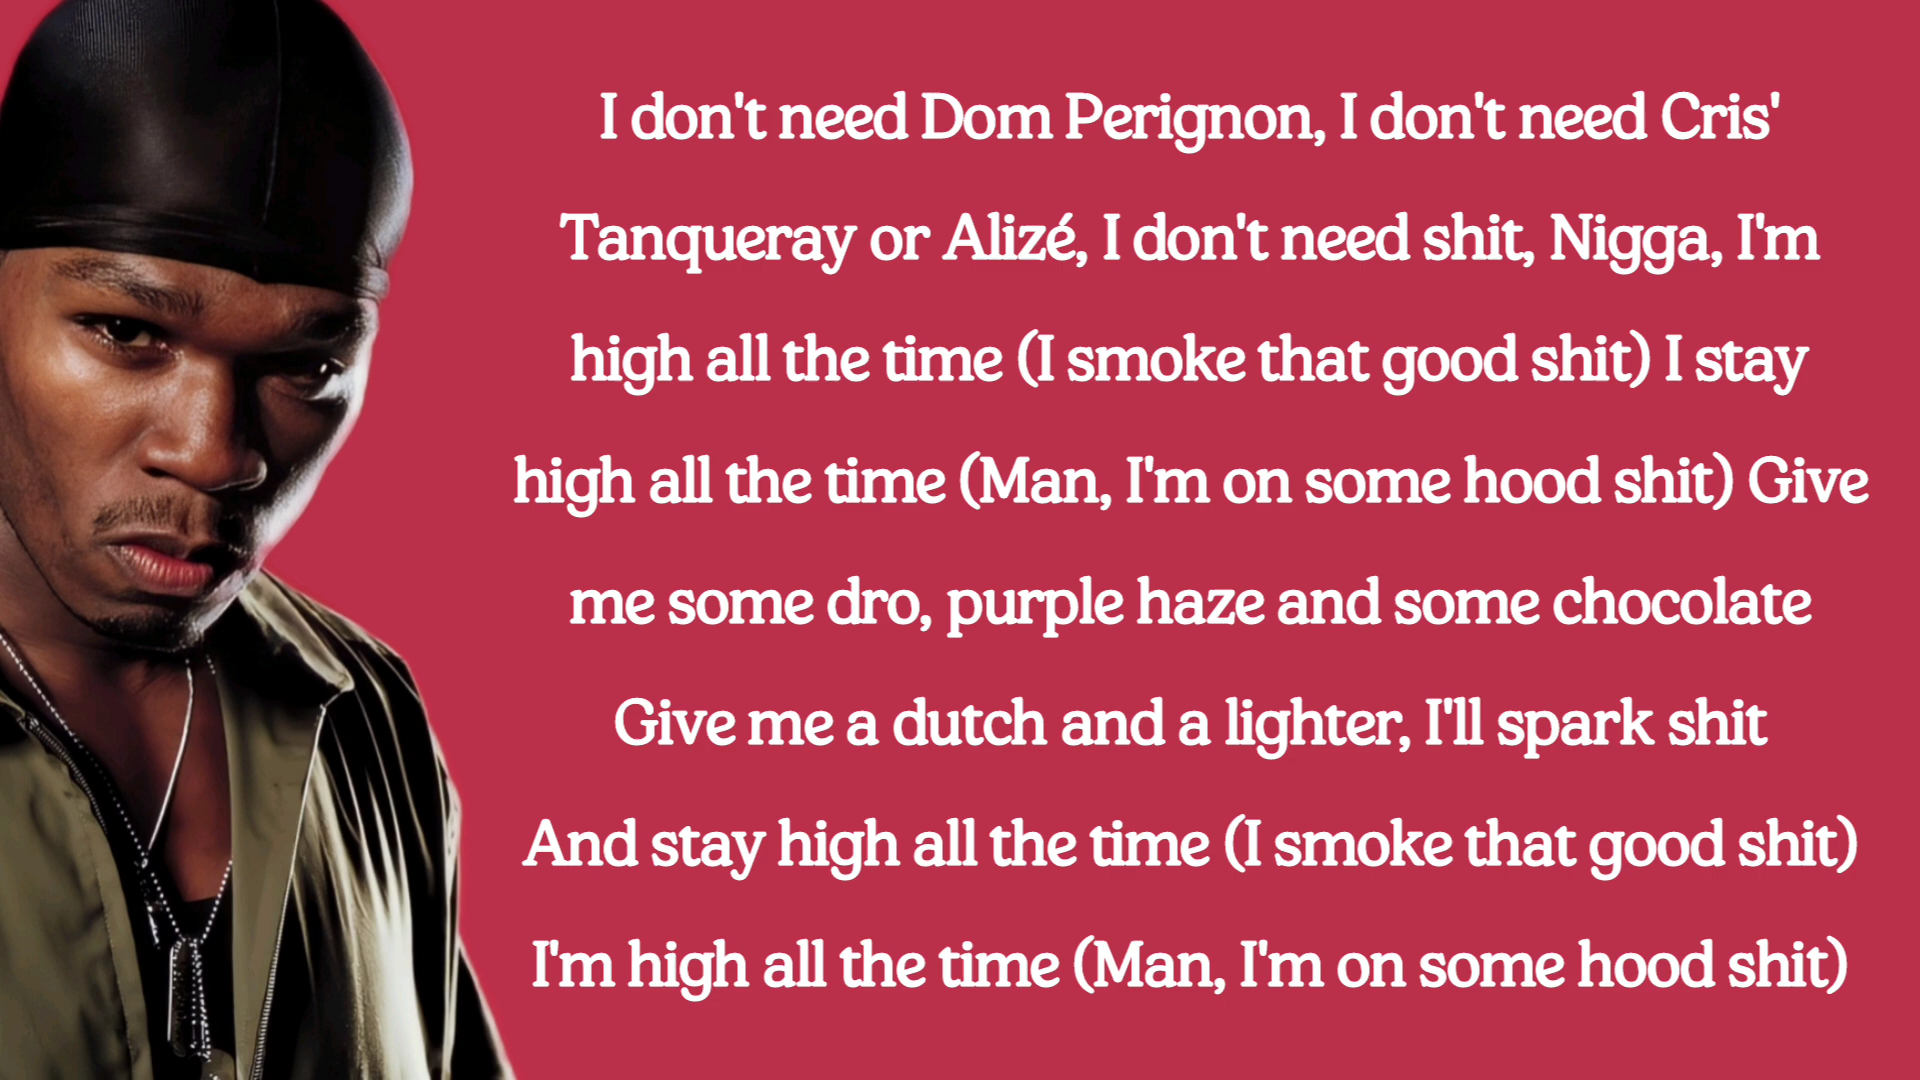 I don't need Dom Perignon, I don't need Cris'
Tanqueray or Alizé, I don't need shit, Nigga, I'm
high all the time (I smoke that good shit) I stay
high all the time (Man, I'm on some hood shit) Give
me some dro, purple haze and some chocolate
Give me a dutch and a lighter, I'll spark shit
And stay high all the time (I smoke that good shit)
I'm high all the time (Man, I'm on some hood shit)